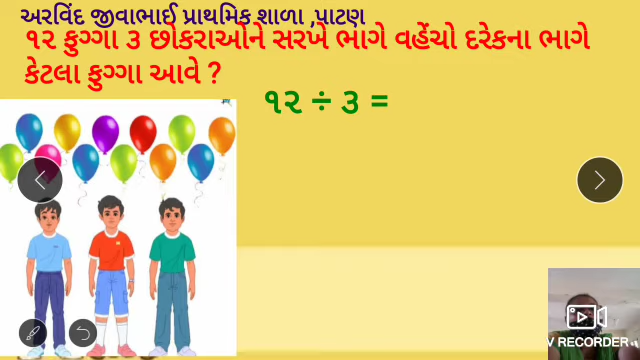 અરવિંદ જીવાભાઈ પ્રાથમિક શાળા ,પાટણ
૧૨ ફુગ્ગા ૩ છોકરાઓને સરખે ભાગે વહેંચો દરેકના ભાગે
કેટલા ફુગ્ગા આવે ?
૧૨ ÷ ૩ =
V RECORDER